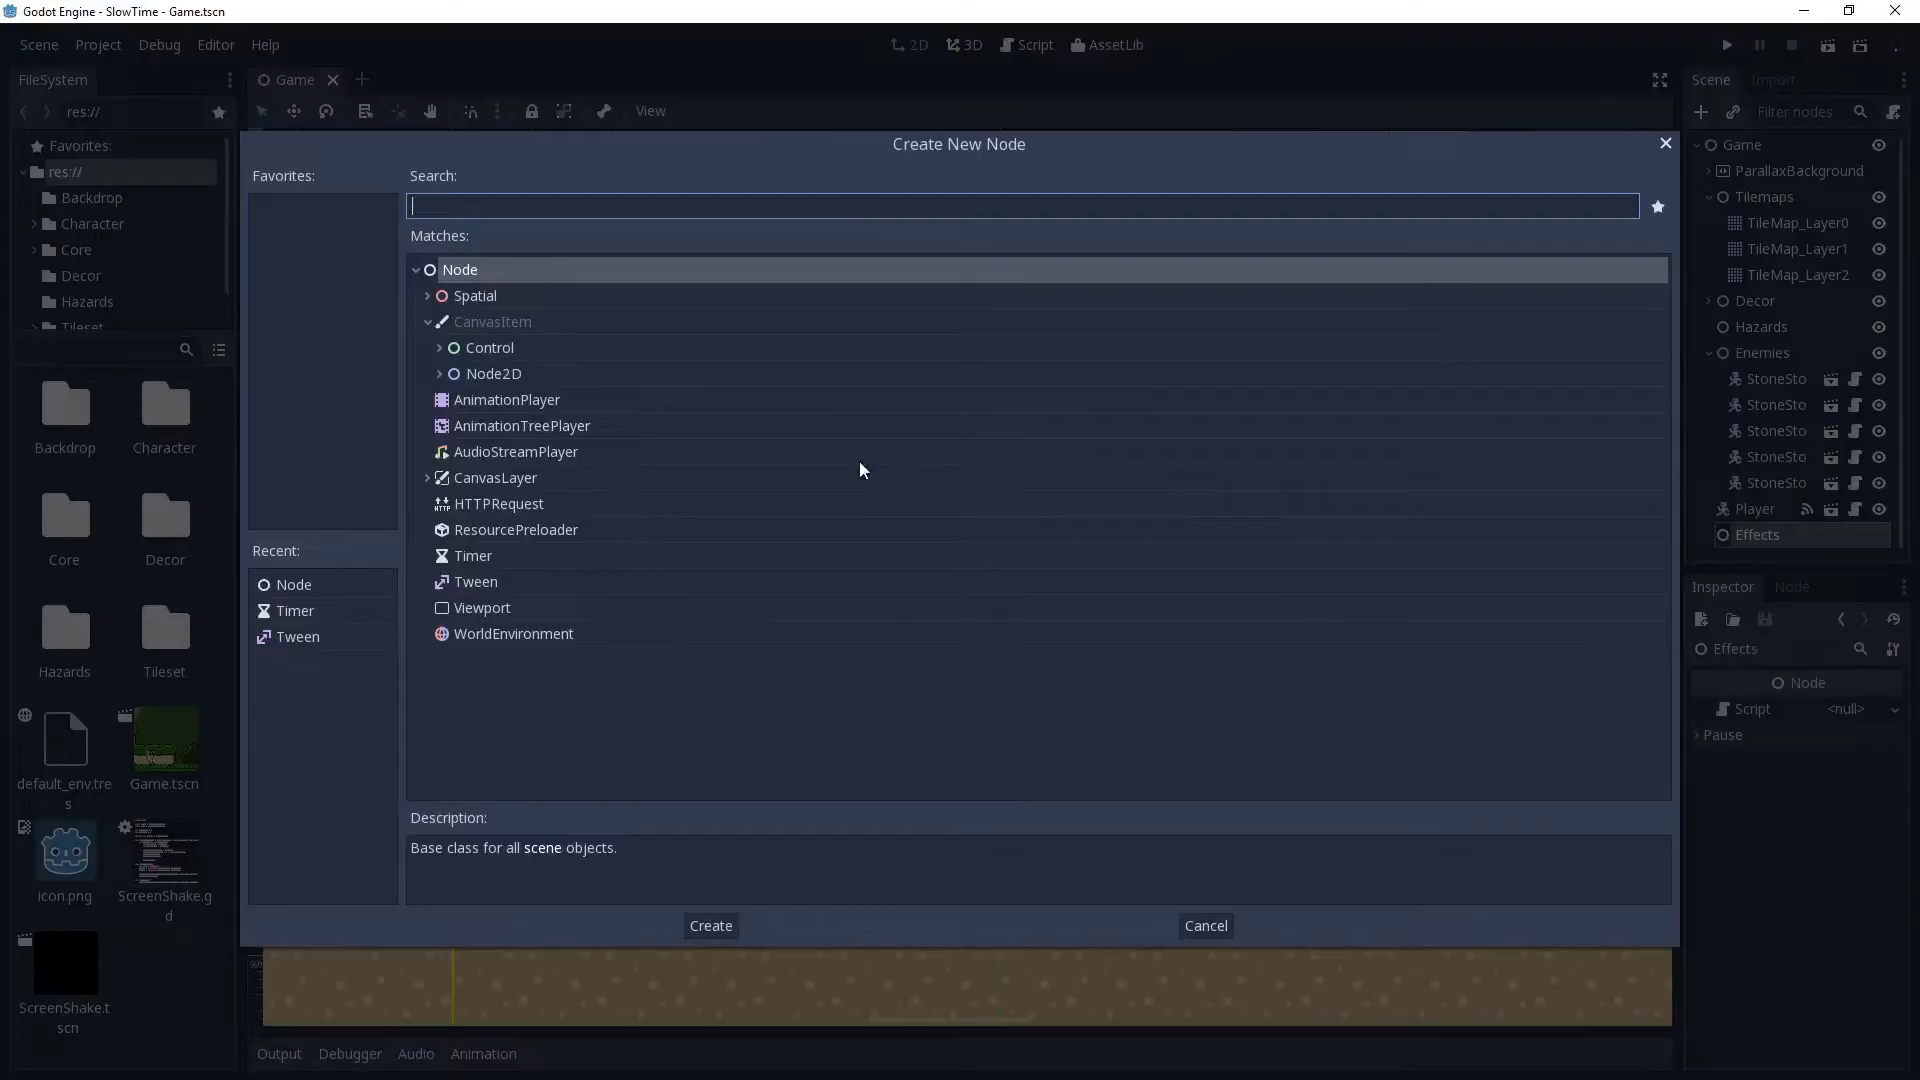 Godot Engine - SlowTime - Game.tscn
Scene Project Debug Editor Help
2D 3D Script AssetLib
FileSystem
Game
Scene Import
res://
View
Filter nodes
Favorites:
res://
Backdrop
Character
Core
Decor
Hazards
Tileset
Backdrop
Character
Core
Decor
Hazards
Tileset
default_env.tre
s
Game.tscn
icon.png
ScreenShake.g
d
ScreenShake.t
scn
Create New Node
Favorites:
Recent:
Node
Timer
Tween
Search:
Matches:
Node
Spatial
CanvasItem
Control
Node2D
AnimationPlayer
AnimationTreePlayer
AudioStreamPlayer
CanvasLayer
HTTPRequest
ResourcePreloader
Timer
Tween
Viewport
WorldEnvironment
Description:
Base class for all scene objects.
Create Cancel
Game
ParallaxBackground
Tilemaps
TileMap_Layer0
TileMap_Layer1
TileMap_Layer2
Decor
Hazards
Enemies
StoneSto
StoneSto
StoneSto
StoneSto
StoneSto
Player
Effects
Inspector Node
Effects
Node
Script <null>
Pause
Output Debugger Audio Animation